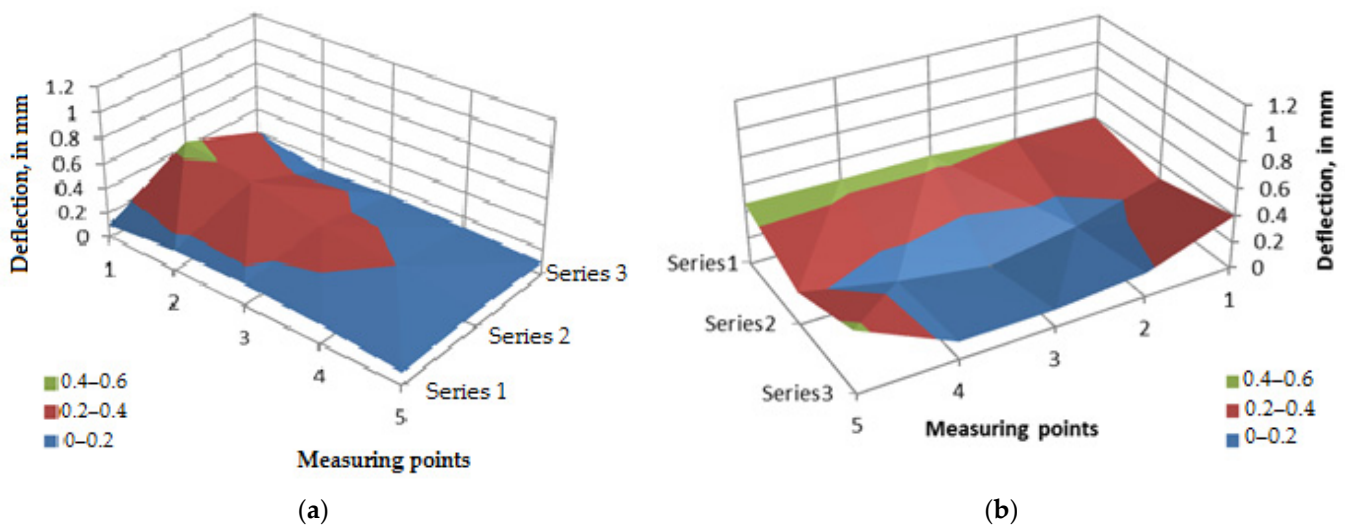 Deflection, in mm
1.2
1
0.8
0.6
0.4
0.2
0
1
2
3
4
5
Series 3
Series 2
Series 1
0.4–0.6
0.2–0.4
0–0.2
Measuring points
(a)
Series1
Series2
Series3
5
4
3
2
1
1.2
1
0.8
0.6
0.4
0.2
0
Deflection, in mm
Measuring points
0.4–0.6
0.2–0.4
0–0.2
(b)